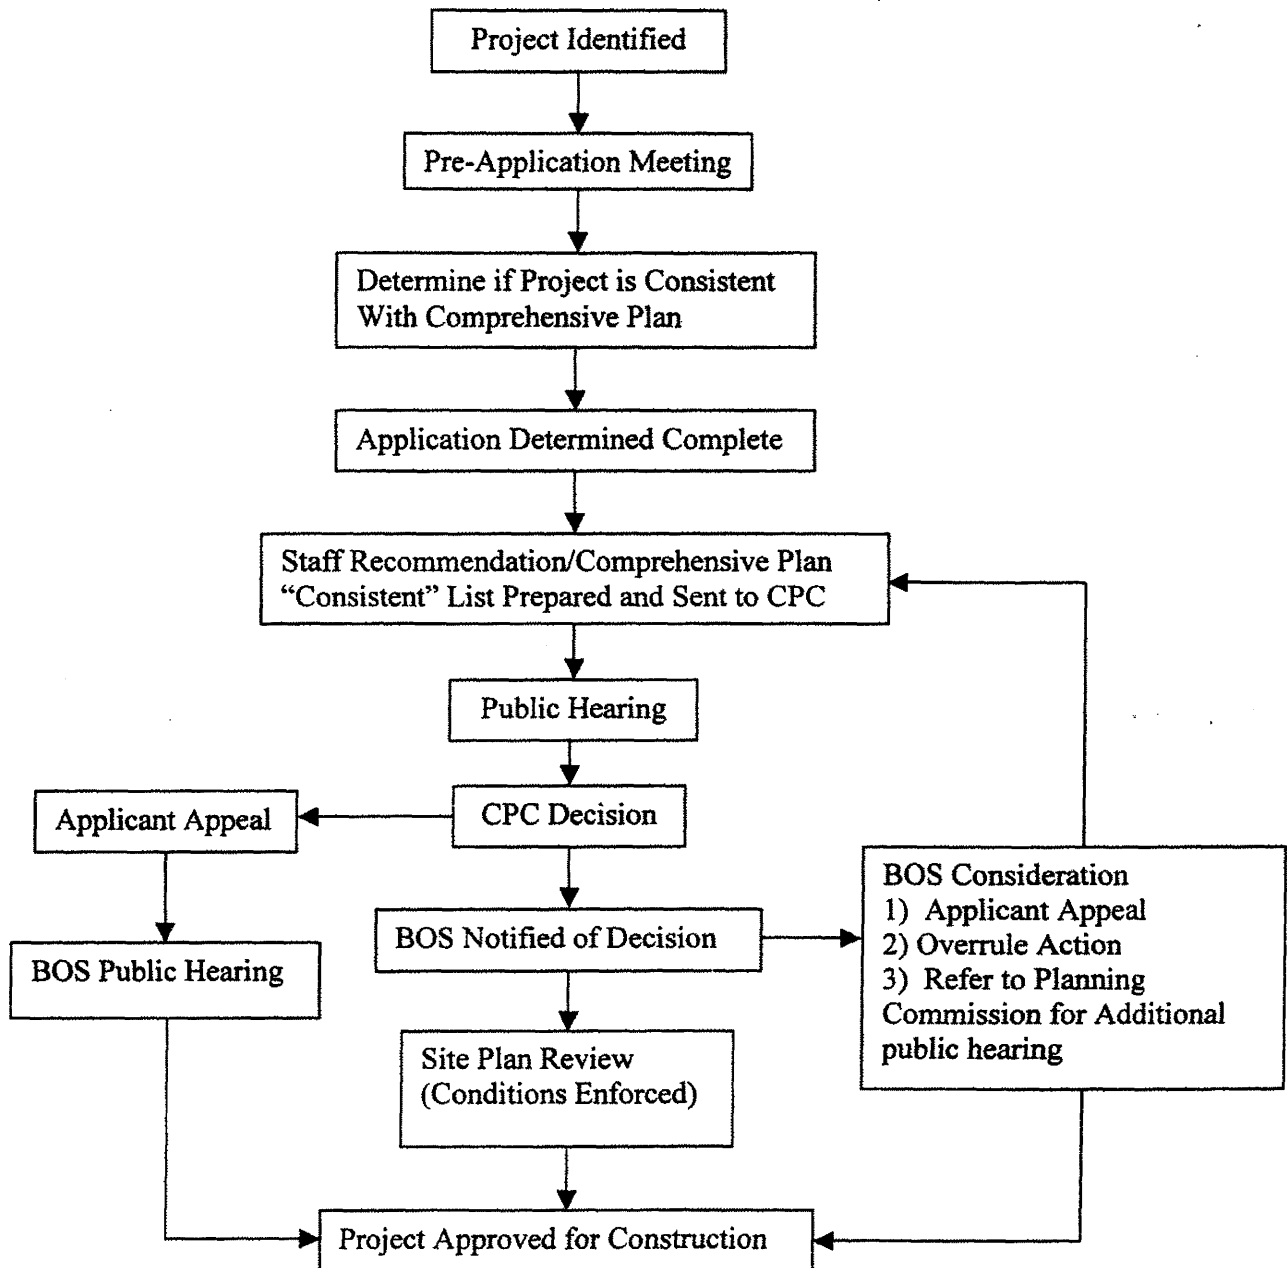 Project Identified
Pre-Application Meeting
Determine if Project is Consistent
With Comprehensive Plan
Application Determined Complete
Staff Recommendation/Comprehensive Plan
“Consistent” List Prepared and Sent to CPC
Public Hearing
CPC Decision
Applicant Appeal
BOS Notified of Decision
BOS Consideration
1) Applicant Appeal
2) Overrule Action
3) Refer to Planning
Commission for Additional
public hearing
BOS Public Hearing
Site Plan Review
(Conditions Enforced)
Project Approved for Construction